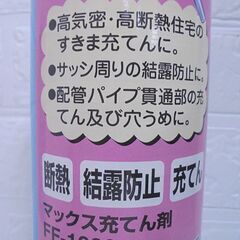 ●高気密・高断熱住宅の
すきま充てんに。
●サッシ周りの結露防止に。
●配管パイプ貫通部の充
てん及び穴うめに。
断熱 結露防止 充てん
マックス充てん剤